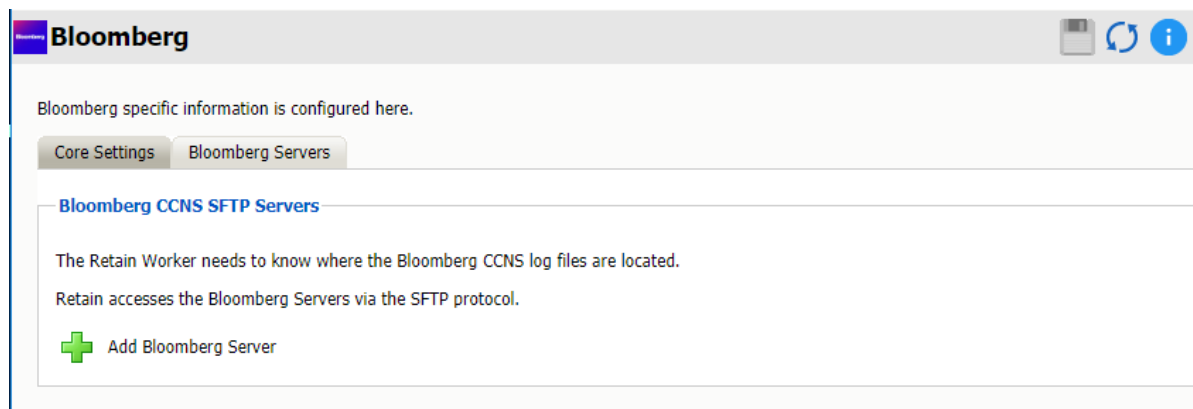 Bloomberg Bloomberg
Bloomberg specific information is configured here.
Core Settings Bloomberg Servers
Bloomberg CCNS SFTP Servers
The Retain Worker needs to know where the Bloomberg CCNS log files are located.
Retain accesses the Bloomberg Servers via the SFTP protocol.
Add Bloomberg Server